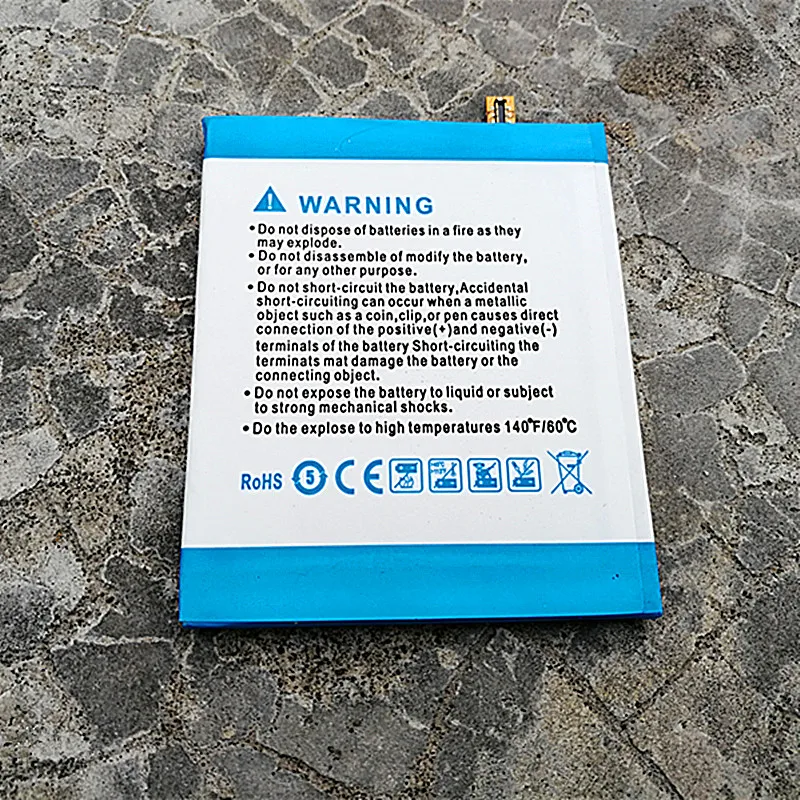 WARNING
•Do not dispose of batteries in a fire as they
may explode.
•Do not disassemble of modify the battery,
or for any other purpose.
•Do not short-circuit the battery,Accidental
short-circuiting can occur when a metallic
object such as a coin,clip,or pen causes direct
connection of the positive(+)and negative(-)
terminals of the battery Short-circuiting the
terminals mat damage the battery or the
connecting object.
•Do not expose the battery to liquid or subject
to strong mechanical shocks.
•Do the explose to high temperatures 140°F/60°C
RoHS 5 CE